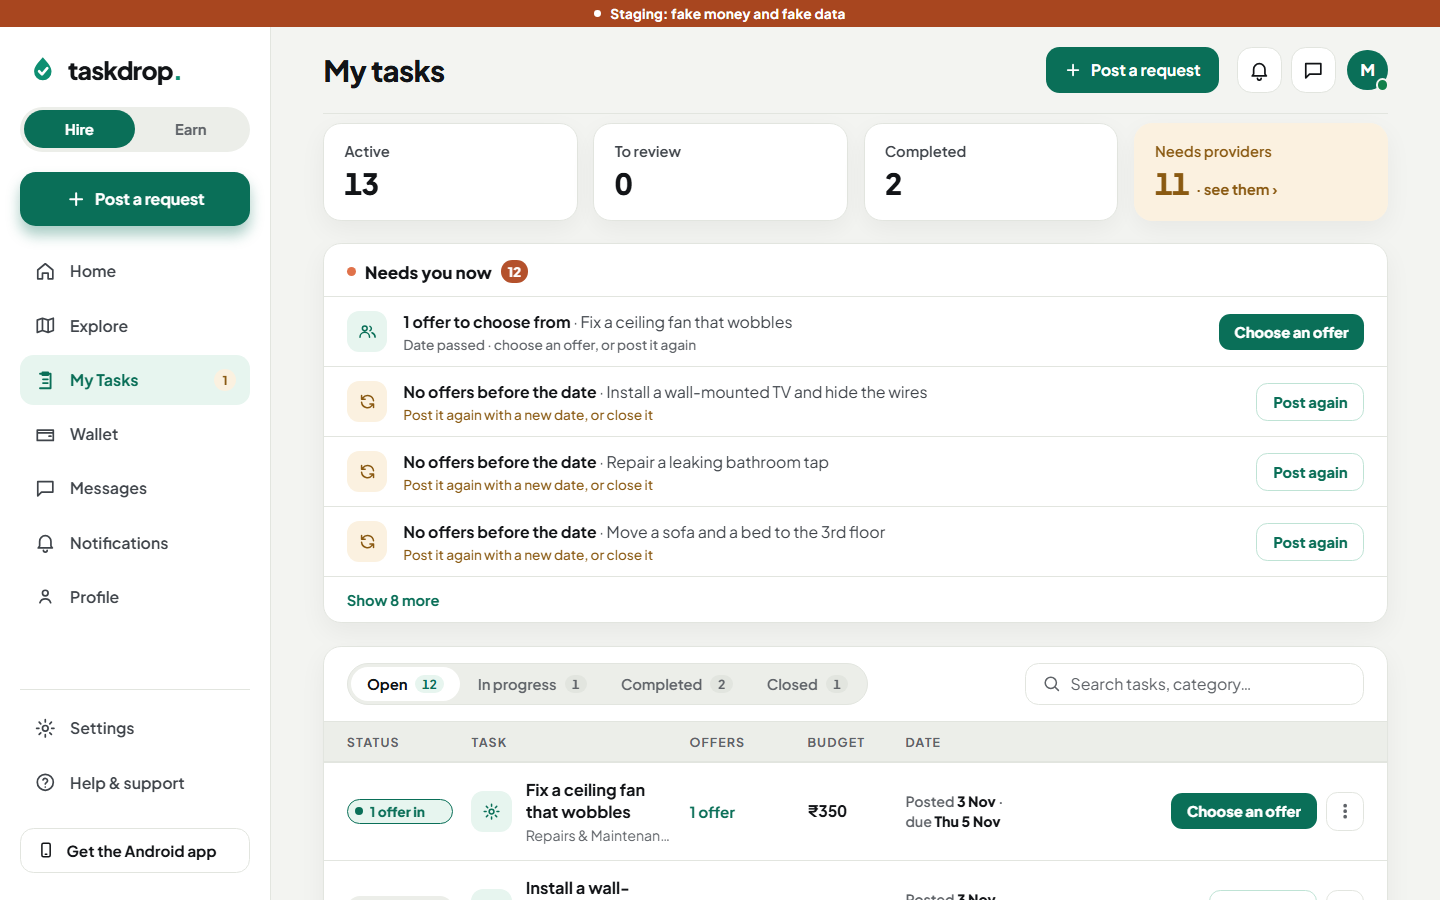 Staging: fake money and fake data
taskdrop.
Hire
Earn
Post a request
Home
Explore
My Tasks 1
Wallet
Messages
Notifications
Profile
Settings
Help & support
Get the Android app
My tasks
Post a request
M
Active
13
To review
0
Completed
2
Needs providers
11 · see them ›
Needs you now 12
1 offer to choose from · Fix a ceiling fan that wobbles
Date passed · choose an offer, or post it again
Choose an offer
No offers before the date · Install a wall-mounted TV and hide the wires
Post it again with a new date, or close it
Post again
No offers before the date · Repair a leaking bathroom tap
Post it again with a new date, or close it
Post again
No offers before the date · Move a sofa and a bed to the 3rd floor
Post it again with a new date, or close it
Post again
Show 8 more
Open 12
In progress 1
Completed 2
Closed 1
Search tasks, category...
STATUS TASK OFFERS BUDGET DATE
1 offer in
Fix a ceiling fan
that wobbles
Repairs & Maintenan...
1 offer
₹350
Posted 3 Nov ·
due Thu 5 Nov
Choose an offer
Install a wall-
Posted 3 Nov